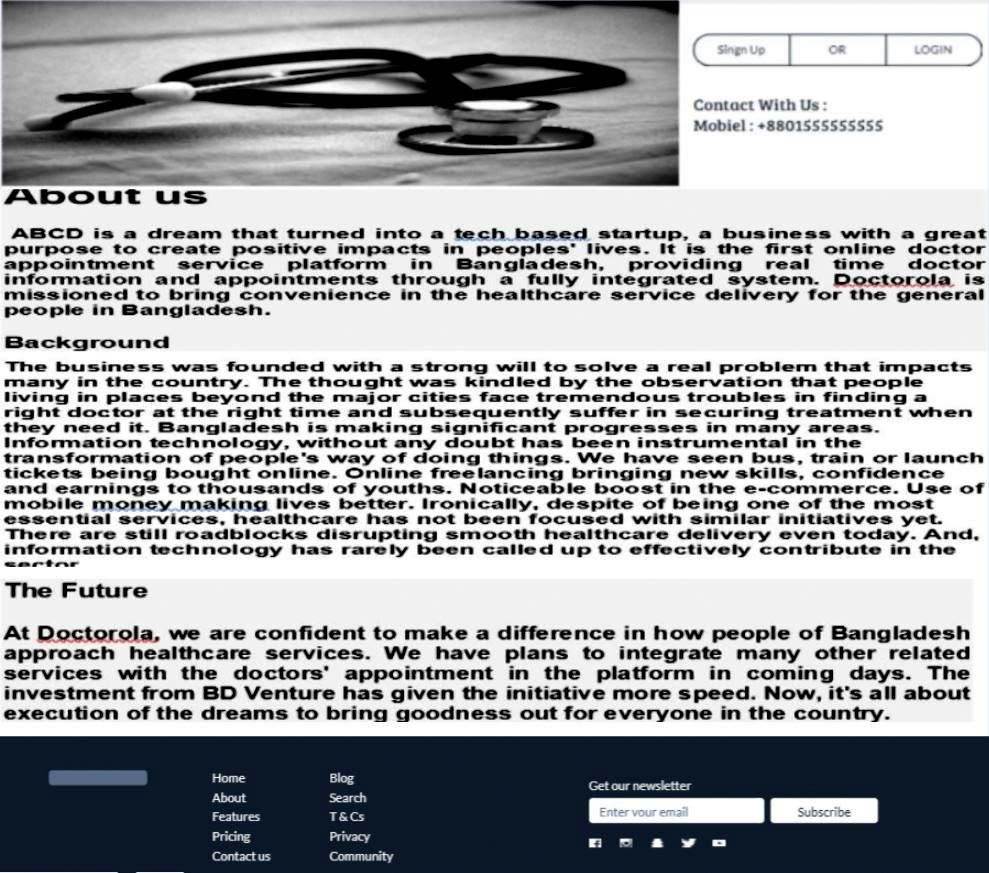 Singn Up OR LOGIN
Contact With Us :
Mobiel : +8801555555555
About us
ABCD is a dream that turned into a tech based startup, a business with a great
purpose to create positive impacts in peoples' lives. It is the first online doctor
appointment service platform in Bangladesh, providing real time doctor
information and appointments through a fully integrated system. Doctorola is
missioned to bring convenience in the healthcare service delivery for the general
people in Bangladesh.
Background
The business was founded with a strong will to solve a real problem that impacts
many in the country. The thought was kindled by the observation that people
living in places beyond the major cities face tremendous troubles in finding a
right doctor at the right time and subsequently suffer in securing treatment when
they need it. Bangladesh is making significant progresses in many areas.
Information technology, without any doubt has been instrumental in the
transformation of people's way of doing things. We have seen bus, train or launch
tickets being bought online. Online freelancing bringing new skills, confidence
and earnings to thousands of youths. Noticeable boost in the e-commerce. Use of
mobile money making lives better. Ironically, despite of being one of the most
essential services, healthcare has not been focused with similar initiatives yet.
There are still roadblocks disrupting smooth healthcare delivery even today. And,
information technology has rarely been called up to effectively contribute in the
sector
The Future
At Doctorola, we are confident to make a difference in how people of Bangladesh
approach healthcare services. We have plans to integrate many other related
services with the doctors' appointment in the platform in coming days. The
investment from BD Venture has given the initiative more speed. Now, it's all about
execution of the dreams to bring goodness out for everyone in the country.
Home
About
Features
Pricing
Contact us
Blog
Search
T & Cs
Privacy
Community
Get our newsletter
Enter your email Subscribe